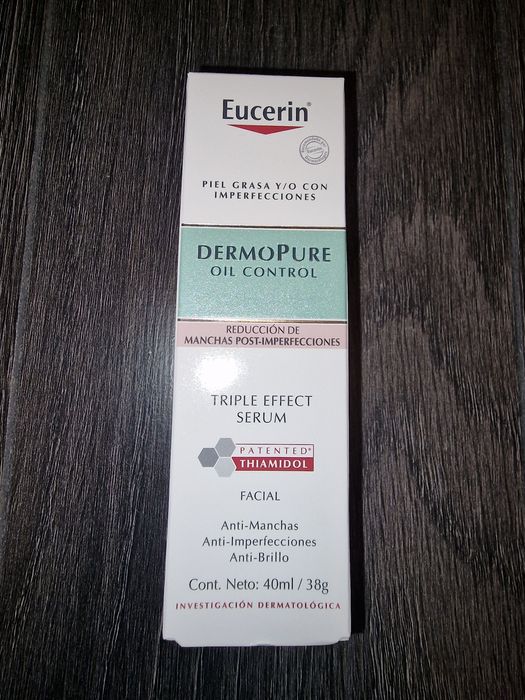 Eucerin®
PIEL GRASA Y/O CON
IMPERFECCIONES
DERMOPURE
OIL CONTROL
REDUCCIÓN DE
MANCHAS POST-IMPERFECCIONES
TRIPLE EFFECT
SERUM
PATENTED*
THIAMIDOL
FACIAL
Anti-Manchas
Anti-Imperfecciones
Anti-Brillo
Cont. Neto: 40ml / 38g
INVESTIGACIÓN DERMATOLÓGICA